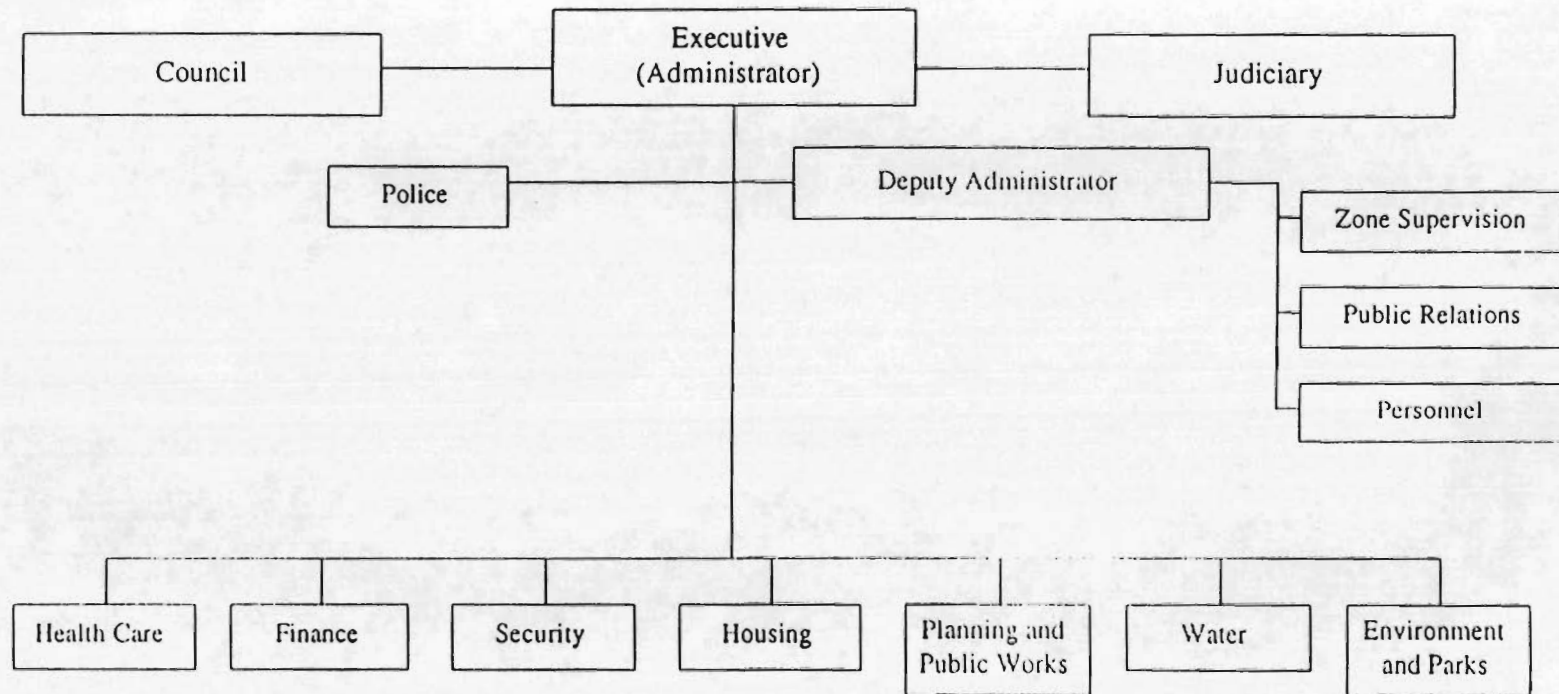 Council
Executive
(Administrator)
Judiciary
Police
Deputy Administrator
Zone Supervision
Public Relations
Personnel
Health Care
Finance
Security
Housing
Planning and
Public Works
Water
Environment
and Parks